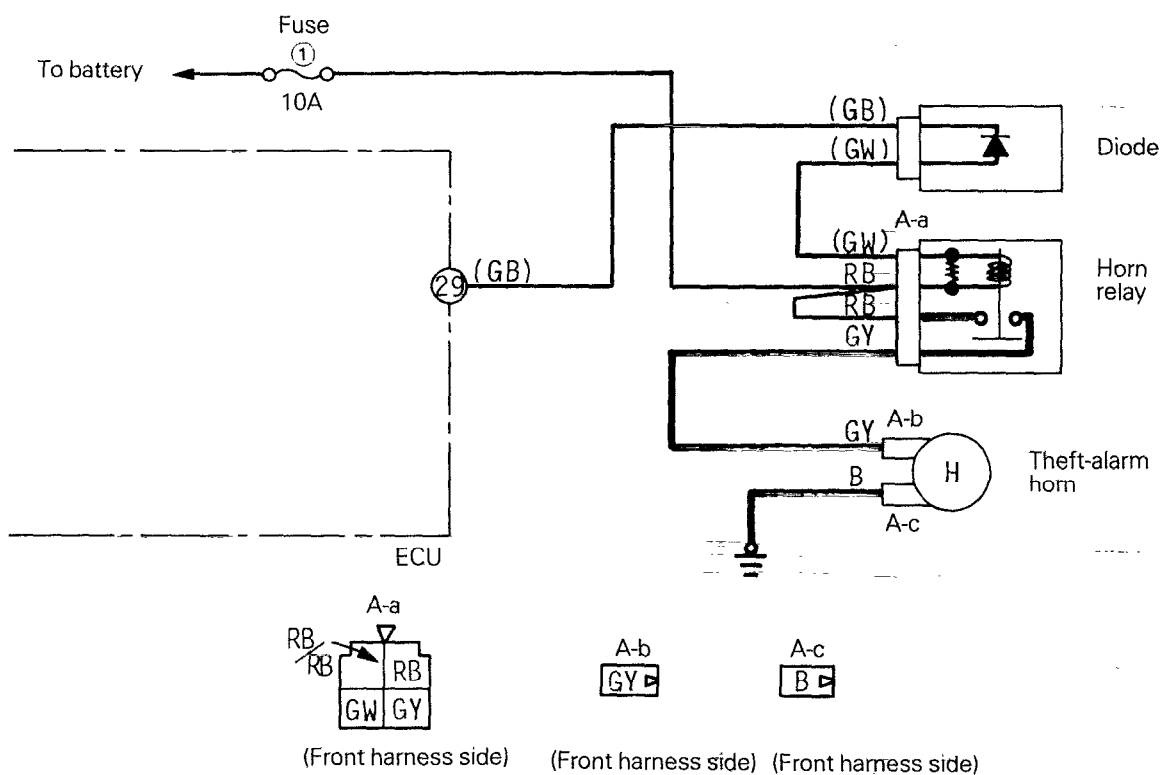 Fuse
①
To battery
10A
(GB)
Diode
(GW)
A-a
(GW)
Horn
relay
29
(GB)
RB
RB
GY
GY
A-b
H
Theft-alarm
horn
B
A-c
ECU
A-a
RB
RB
RB
GW
GY
A-b
GY
A-c
B
(Front harness side)
(Front harness side)
(Front harness side)